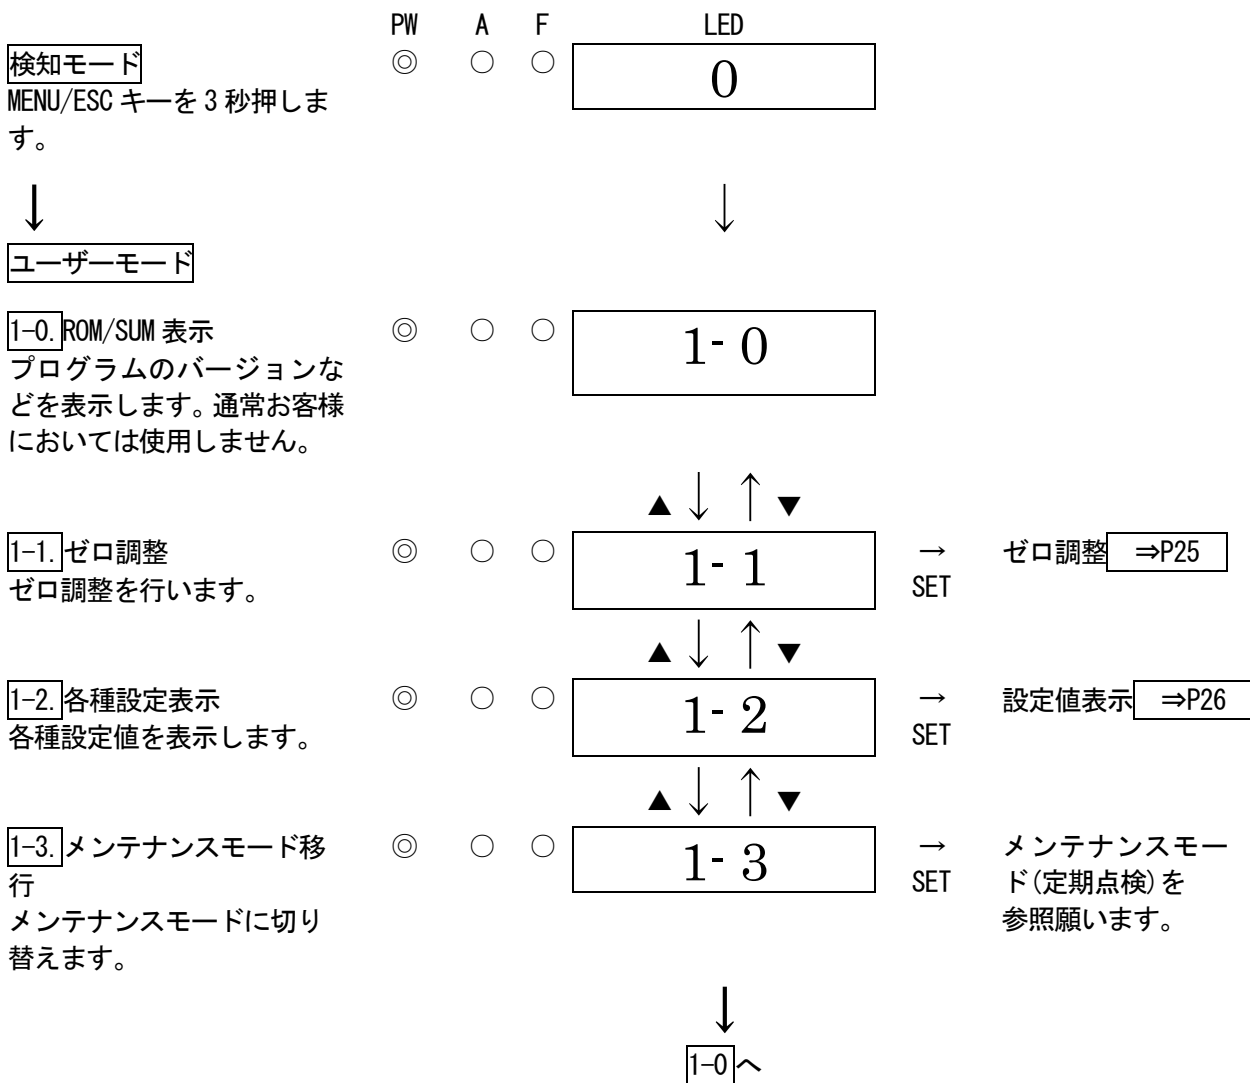 PW A F LED
検知モード ◎ ○ ○ 0
MENU/ESC キーを 3 秒押しま
す。
↓ ↓
ユーザーモード
1-0. ROM/SUM 表示 ◎ ○ ○ 1- 0
プログラムのバージョンな
どを表示します。通常お客様
においては使用しません。
▲ ↓ ↑ ▼
1-1. ゼロ調整 ◎ ○ ○ 1- 1 → ゼロ調整 ⇒P25
ゼロ調整を行います。 SET
▲ ↓ ↑ ▼
1-2. 各種設定表示 ◎ ○ ○ 1- 2 → 設定値表示 ⇒P26
各種設定値を表示します。 SET
▲ ↓ ↑ ▼
1-3. メンテナンスモード移 ◎ ○ ○ 1- 3 → メンテナンスモー
行 SET ド(定期点検)を
メンテナンスモードに切り 参照願います。
替えます。
↓
1-0 へ